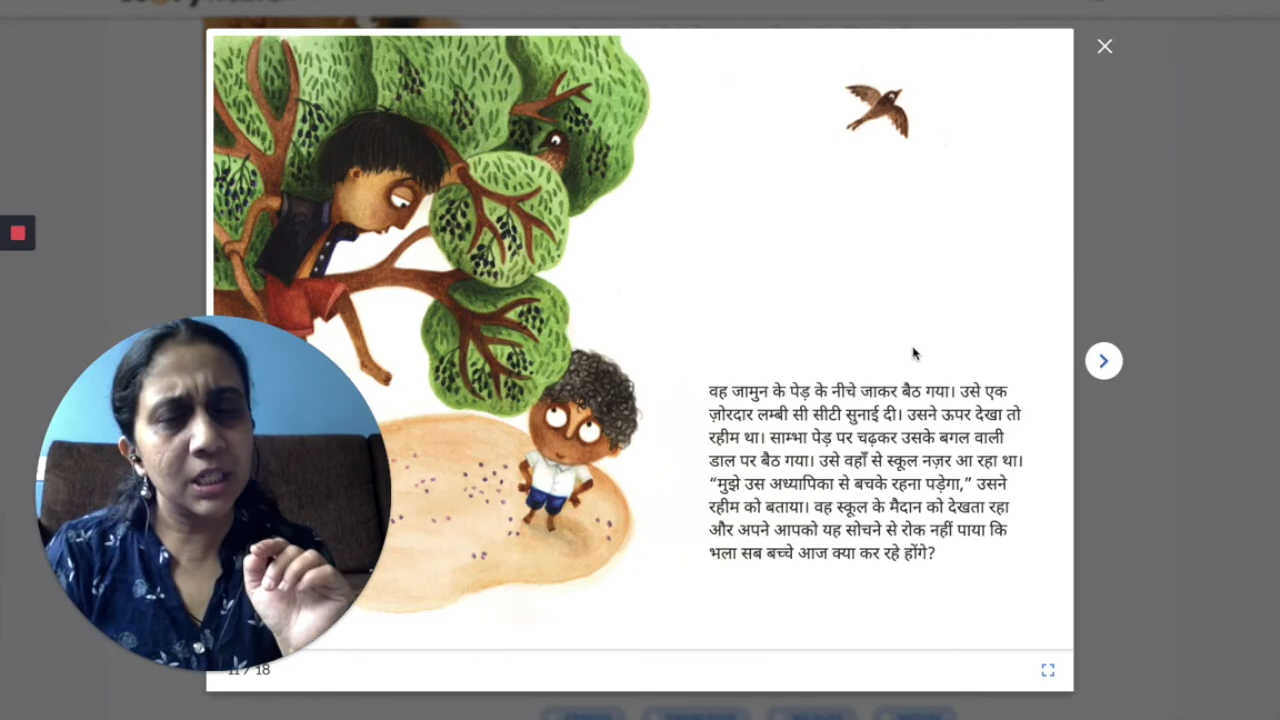 वह जामुन के पेड़ के नीचे जाकर बैठ गया। उसे एक
ज़ोरदार लम्बी सी सीटी सुनाई दी। उसने ऊपर देखा तो
रहीम था। साम्भा पेड़ पर चढ़कर उसके बगल वाली
डाल पर बैठ गया। उसे वहाँ से स्कूल नज़र आ रहा था।
“मुझे उस अध्यापिका से बचके रहना पड़ेगा,” उसने
रहीम को बताया। वह स्कूल के मैदान को देखता रहा
और अपने आपको यह सोचने से रोक नहीं पाया कि
भला सब बच्चे आज क्या कर रहे होंगे?
11 / 18